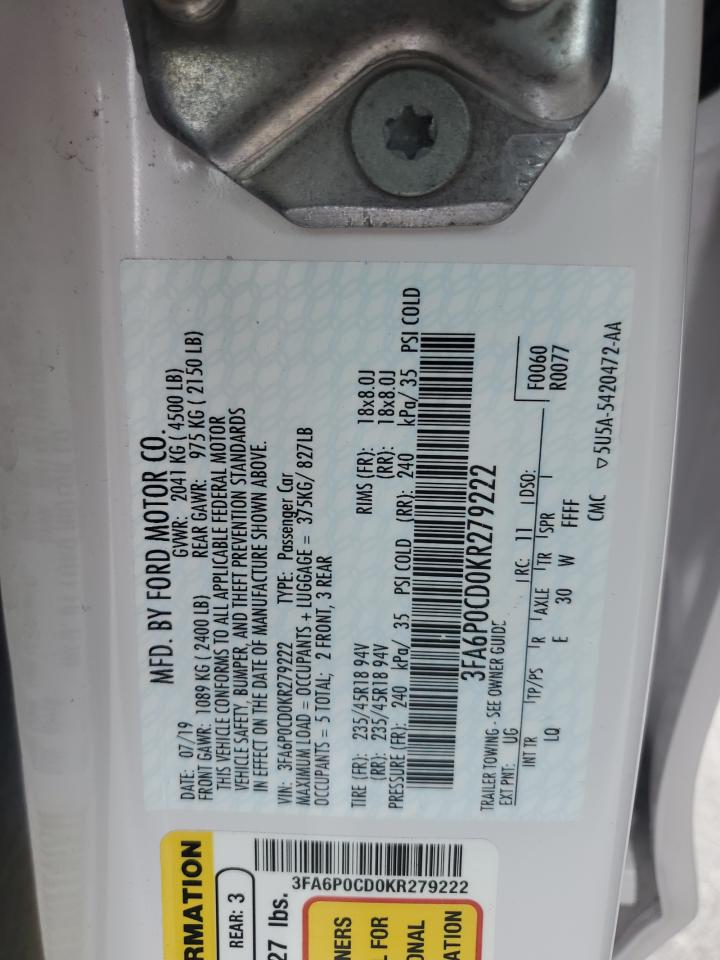 MFD. BY FORD MOTOR CO.
DATE: 07/19 GVWR: 2041 KG ( 4500 LB)
FRONT GAWR: 1089 KG ( 2400 LB) REAR GAWR: 975 KG ( 2150 LB)
THIS VEHICLE CONFORMS TO ALL APPLICABLE FEDERAL MOTOR
VEHICLE SAFETY, BUMPER, AND THEFT PREVENTION STANDARDS
IN EFFECT ON THE DATE OF MANUFACTURE SHOWN ABOVE.
VIN: 3FA6P0CD0KR279222 TYPE: Passenger Car
MAXIMUM LOAD = OCCUPANTS + LUGGAGE = 375KG/ 827LB
OCCUPANTS = 5 TOTAL; 2 FRONT, 3 REAR
TIRE (FR): 235/45R18 94V RIMS (FR): 18x8.0J
(RR): 235/45R18 94V (RR): 18x8.0J
PRESSURE (FR): 240 kPa/ 35 PSI COLD (RR): 240 kPa/ 35 PSI COLD
3FA6P0CD0KR279222
TRAILER TOWING - SEE OWNER GUIDE
F0060
EXT PNT: UG RC: 11 DSO: R0077
INT TR TP/PS R AXLE TR SPR
LQ E 30 W FFFF
CMC ▽5U5A-5420472-AA
RMATION
REAR: 3
27 lbs.
3FA6P0CD0KR279222
NERS
L FOR
ONAL
ATION